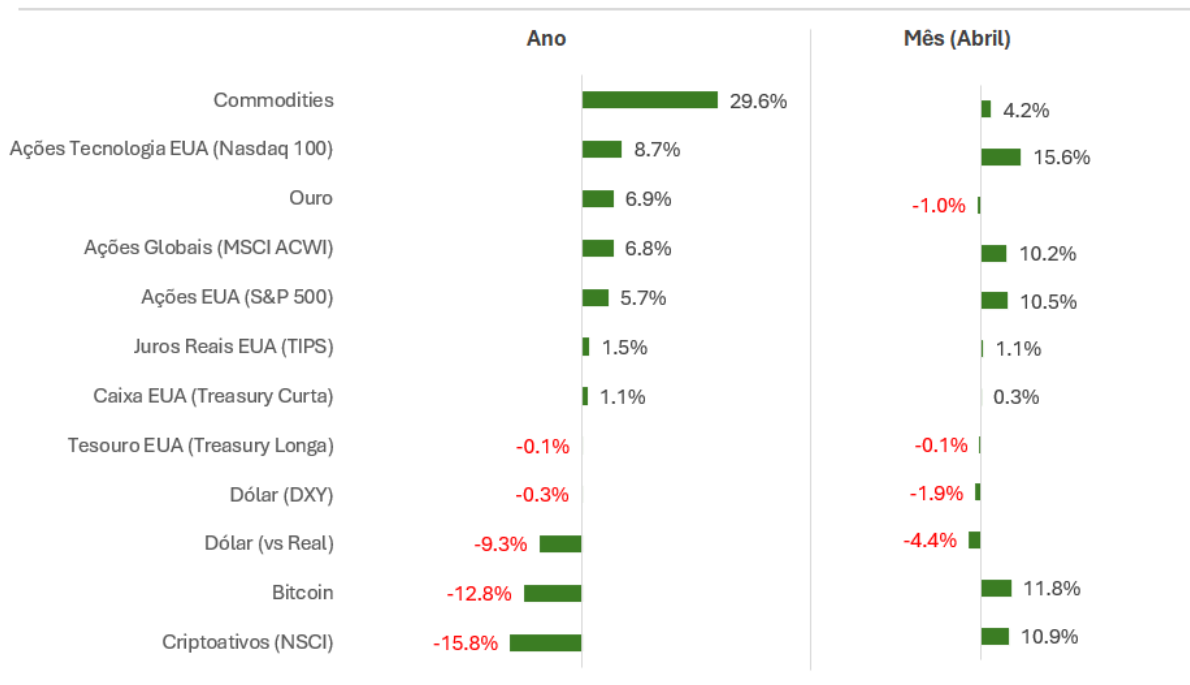 Ano Mês (Abril)
Commodities 29.6% 4.2%
Ações Tecnologia EUA (Nasdaq 100) 8.7% 15.6%
Ouro 6.9% -1.0%
Ações Globais (MSCI ACWI) 6.8% 10.2%
Ações EUA (S&P 500) 5.7% 10.5%
Juros Reais EUA (TIPS) 1.5% 1.1%
Caixa EUA (Treasury Curta) 1.1% 0.3%
Tesouro EUA (Treasury Longa) -0.1% -0.1%
Dólar (DXY) -0.3% -1.9%
Dólar (vs Real) -9.3% -4.4%
Bitcoin -12.8% 11.8%
Criptoativos (NSCI) -15.8% 10.9%